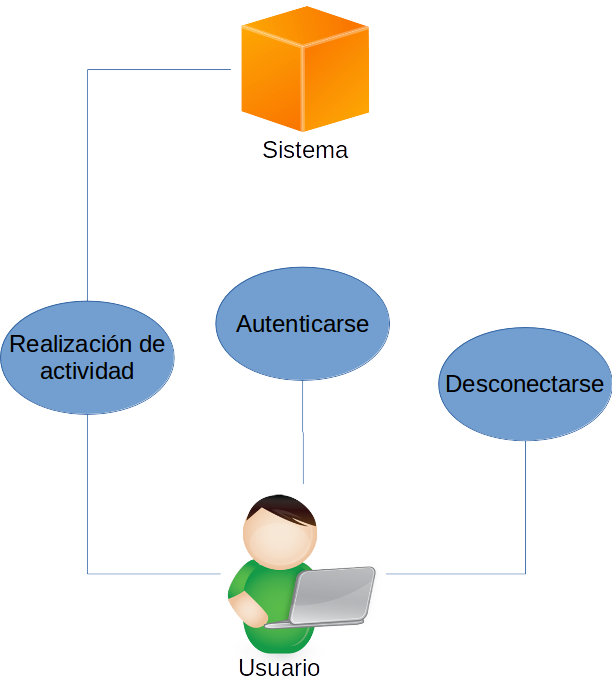 Sistema
Autenticarse
Realización de
actividad
Desconectarse
Usuario